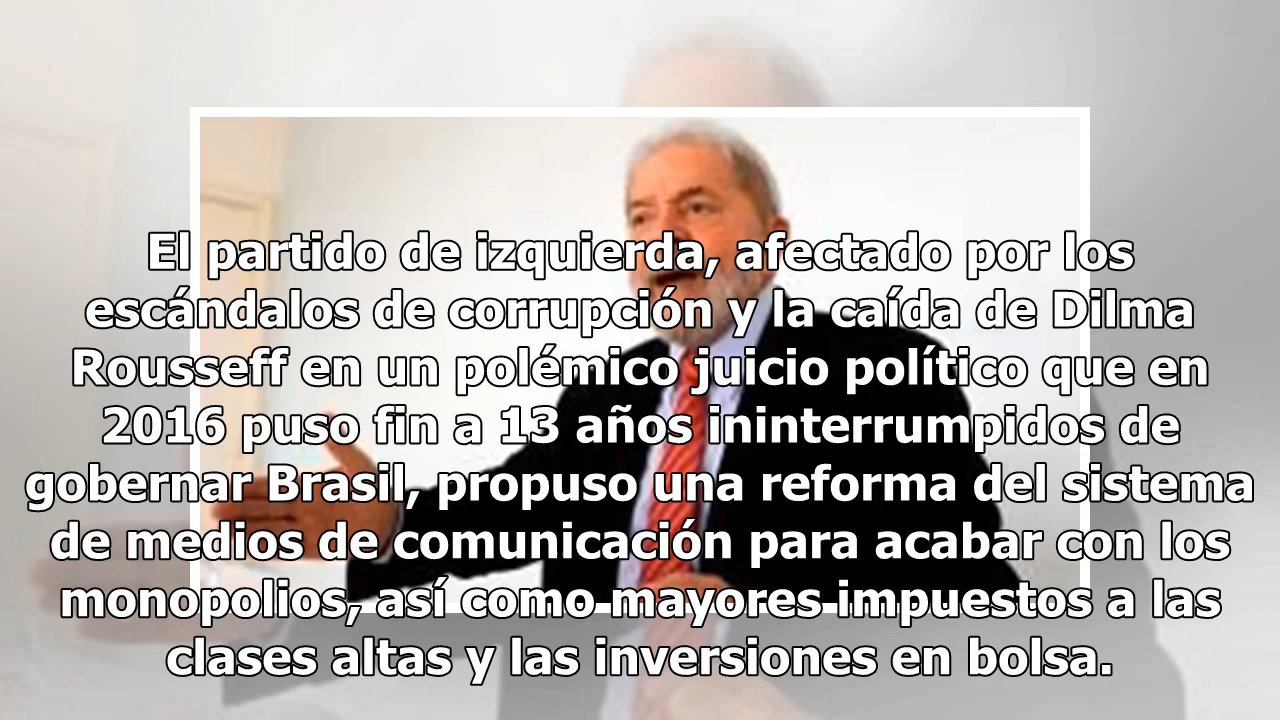 El partido de izquierda, afectado por los
escándalos de corrupción y la caída de Dilma
Rousseff en un polémico juicio político que en
2016 puso fin a 13 años ininterrumpidos de
gobernar Brasil, propuso una reforma del sistema
de medios de comunicación para acabar con los
monopolios, así como mayores impuestos a las
clases altas y las inversiones en bolsa.